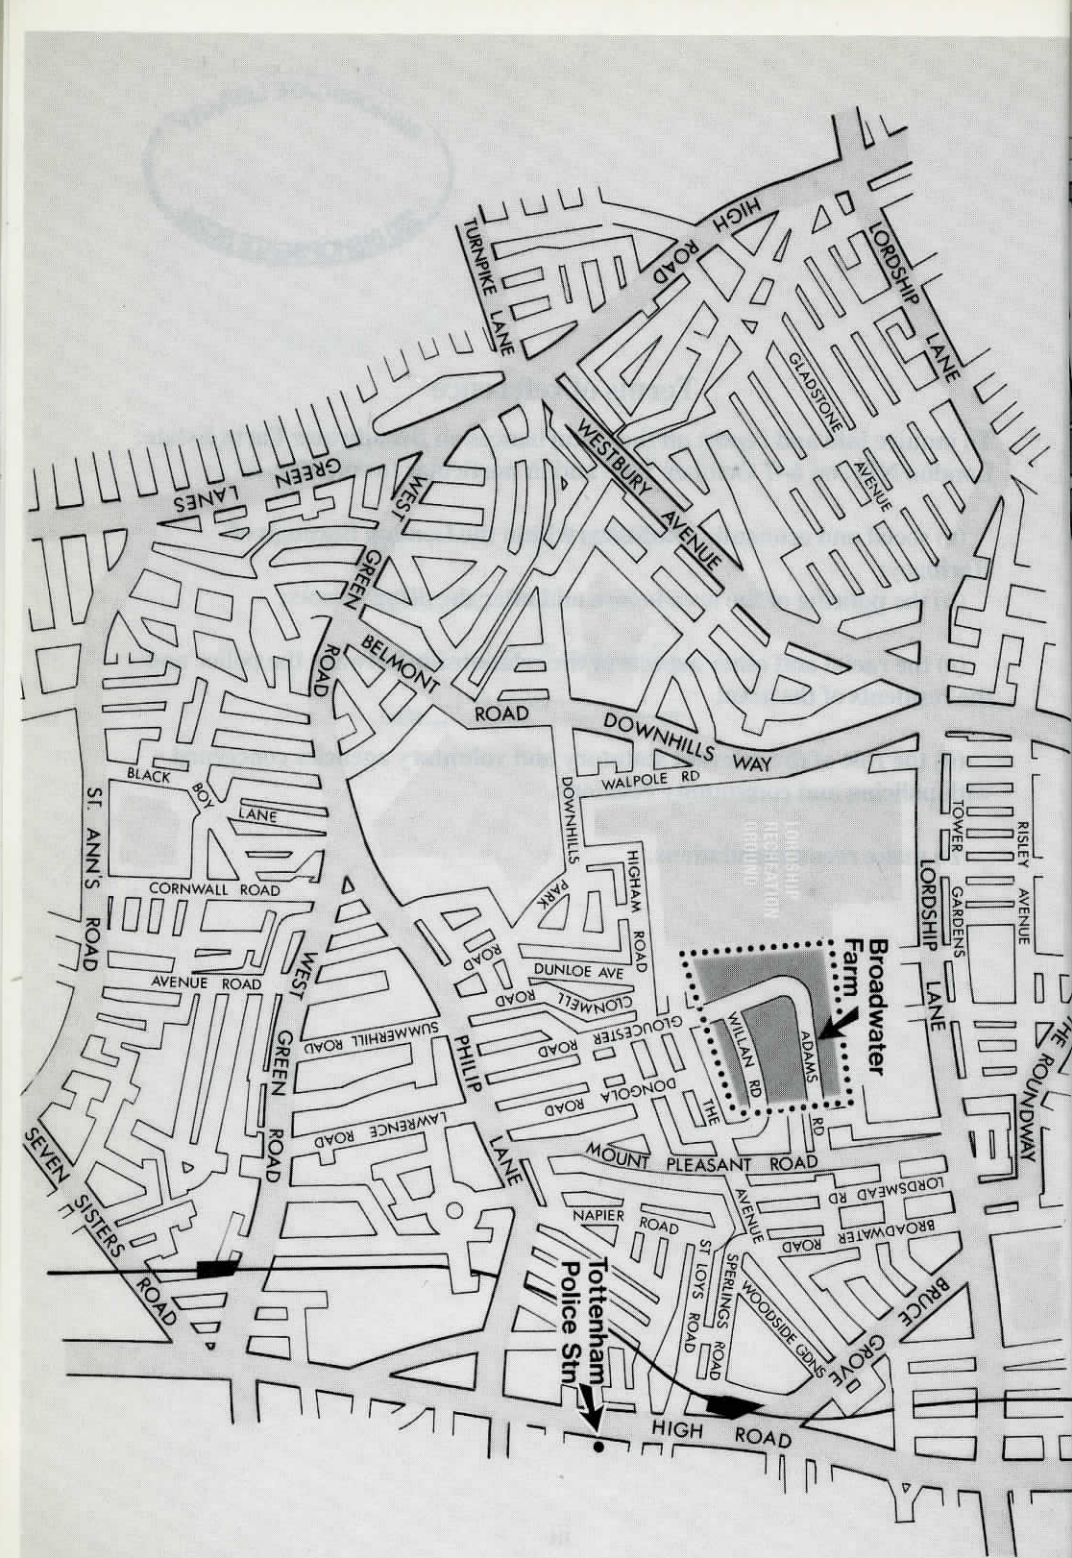 HIGH
ROAD
LORDSHIP
LANE
TURNPIKE LANE
GLADSTONE
AVENUE
WESTBURY AVENUE
GREEN LANES
WEST
GREEN
ROAD
BELMONT
ROAD
DOWNHILLS
WAY
WALPOLE RD
DOWNHILLS
PARK
ROAD
BLACK
BOY
LANE
ST. ANN'S ROAD
CORNWALL ROAD
AVENUE ROAD
WEST
GREEN
ROAD
HIGHAM
ROAD
LORDSHIP
RECREATION
GROUND
TOWER
GARDENS
RISLEY
AVENUE
LORDSHIP
LANE
THE ROUNDWAY
Broadwater
Farm
ADAMS
RD
WILLAN RD
DUNLOE AVE
CLONMELL
ROAD
GLOUCESTER
ROAD
DONGOLA
ROAD
THE
AVENUE
SUMMERHILL ROAD
PHILIP
LANE
LAWRENCE ROAD
MOUNT PLEASANT ROAD
LORDSMEAD RD
BROADWATER ROAD
NAPIER ROAD
ST LOYS ROAD
SPERLINGS ROAD
WOODSIDE GDNS
BRUCE
GROVE
SEVEN
SISTERS
ROAD
Tottenham
Police Stn
HIGH ROAD